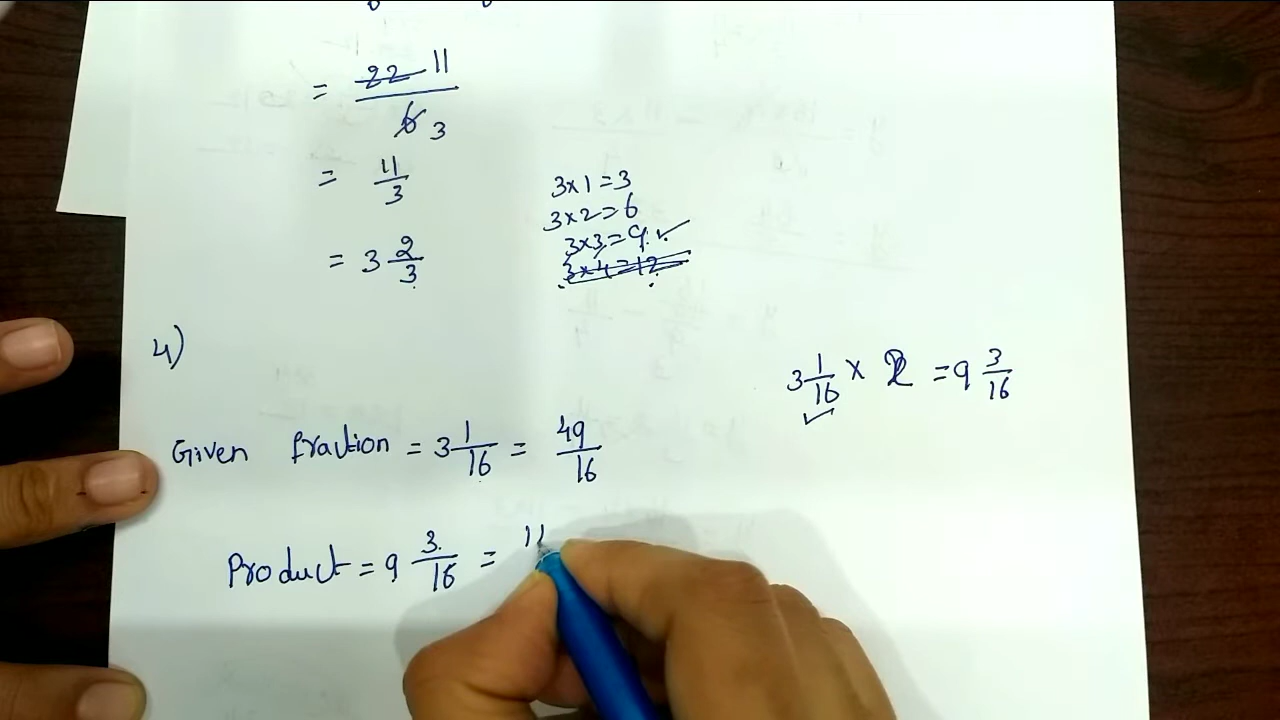 = 22 11 / 6 3
= 11/3
= 3 2/3
3x1=3
3x2=6
3x3=9 ✓
3x4=12
4)
3 1/16 x = 9 3/16
✓
Given fraction = 3 1/16 = 49/16
Product = 9 3/16 = 11